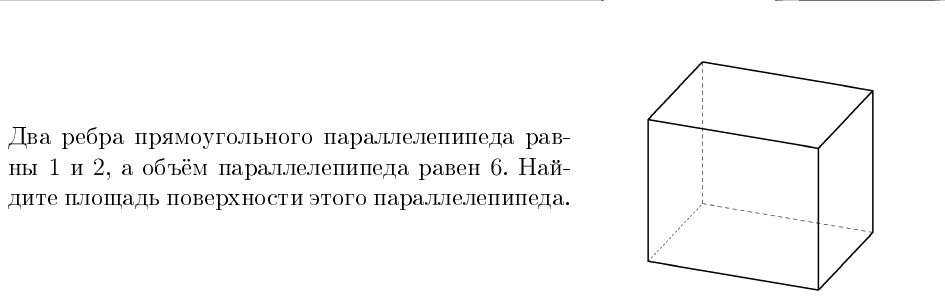 Два ребра прямоугольного параллелепипеда рав-
ны 1 и 2, а объём параллелепипеда равен 6. Най-
дите площадь поверхности этого параллелепипеда.